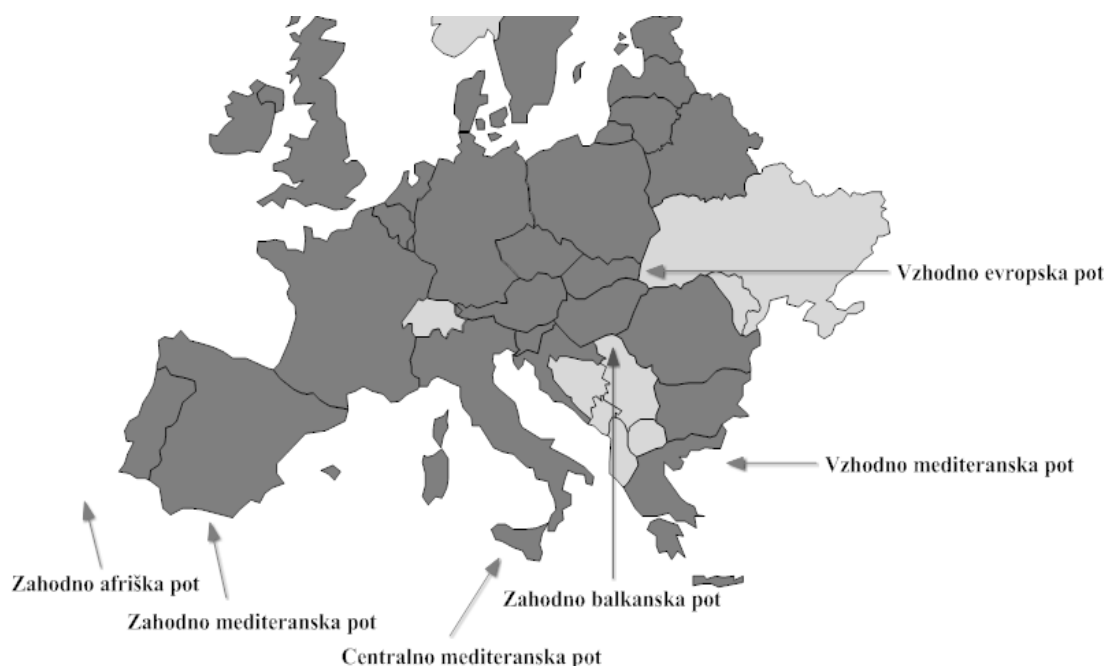 Vzhodno evropska pot
Vzhodno mediteranska pot
Zahodno afriška pot
Zahodno balkanska pot
Zahodno mediteranska pot
Centralno mediteranska pot